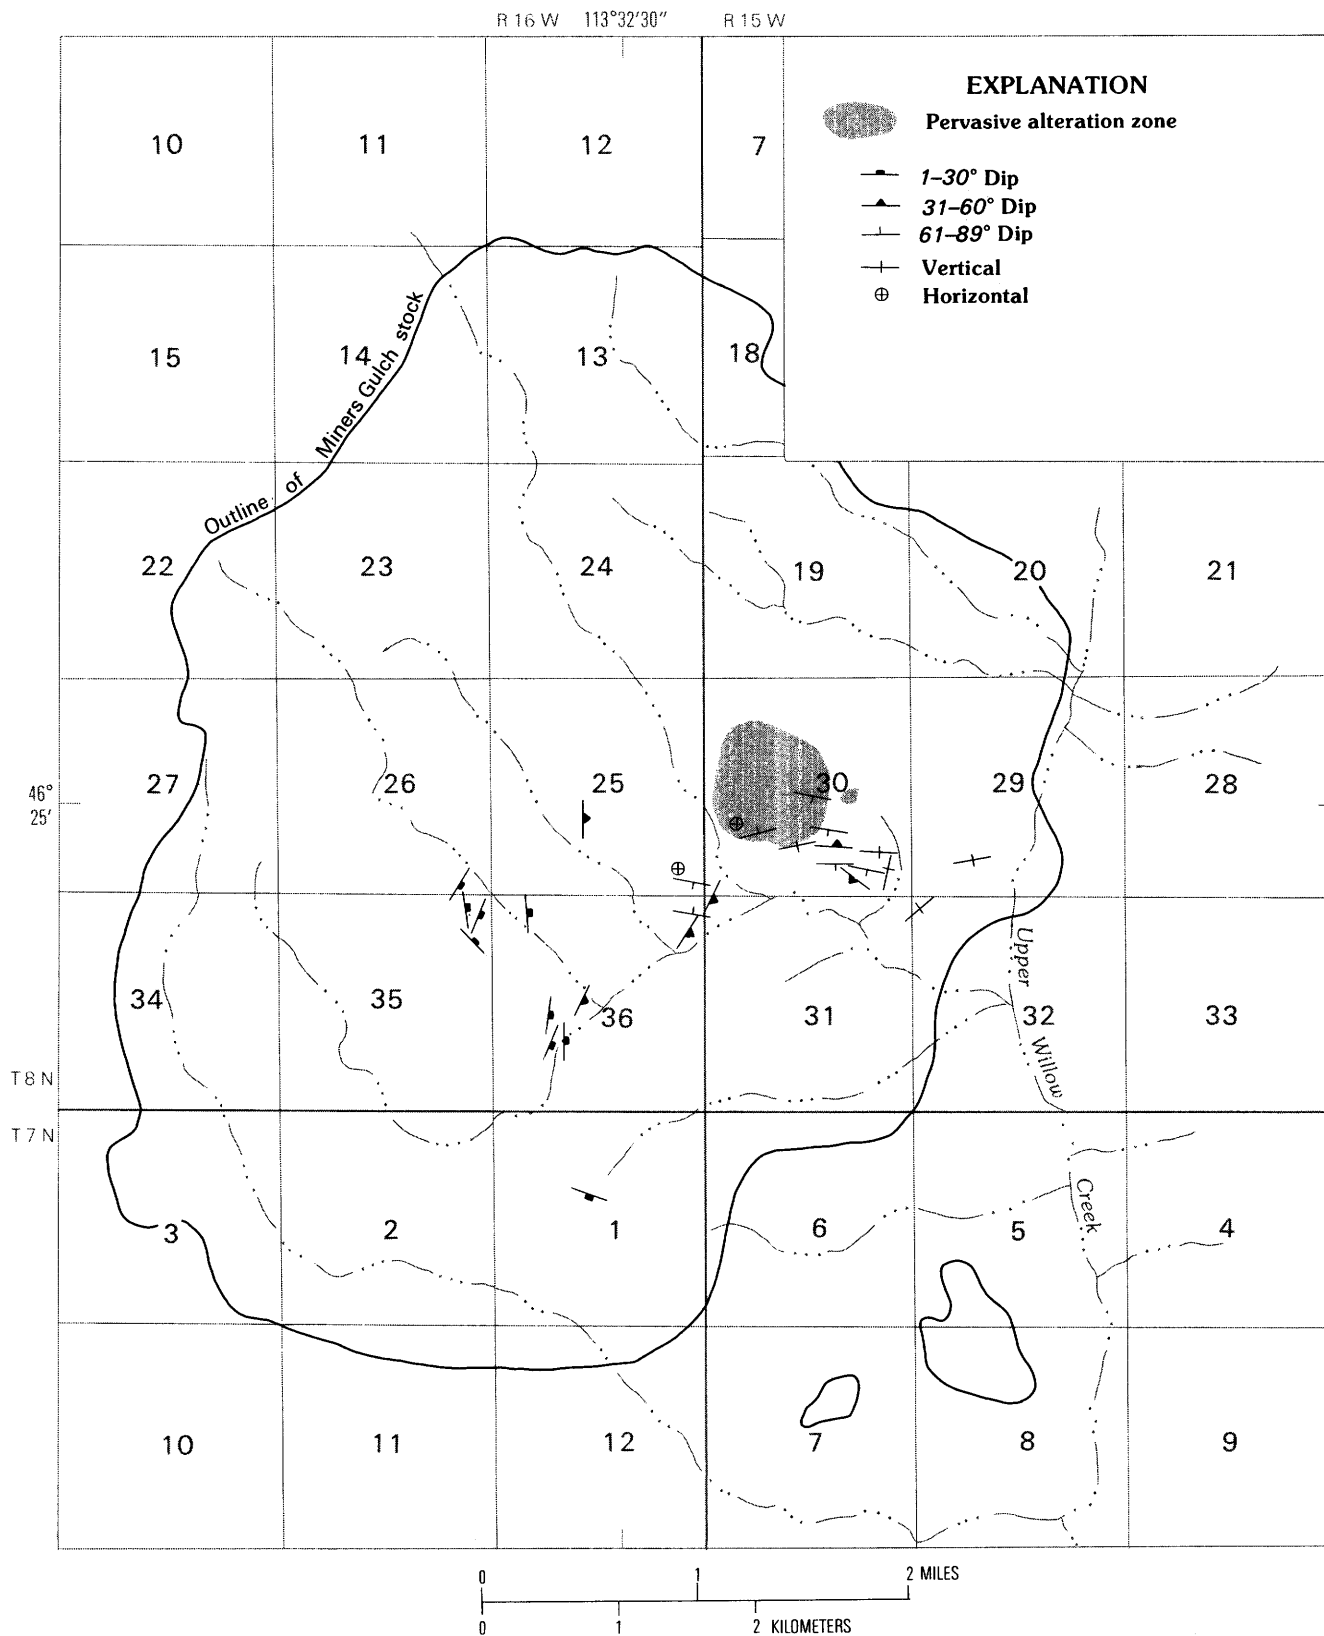 R 16 W 113°32'30" R 15 W
EXPLANATION
Pervasive alteration zone
1–30° Dip
31–60° Dip
61–89° Dip
Vertical
Horizontal
10 11 12 7
15 14 13 18
Outline of Miners Gulch stock
22 23 24 19 20 21
46°
25'
27 26 25 30 29 28
34 35 36 31 32 33
Upper Willow Creek
T 8 N
T 7 N
3 2 1 6 5 4
10 11 12 7 8 9
0 1 2 MILES
0 1 2 KILOMETERS